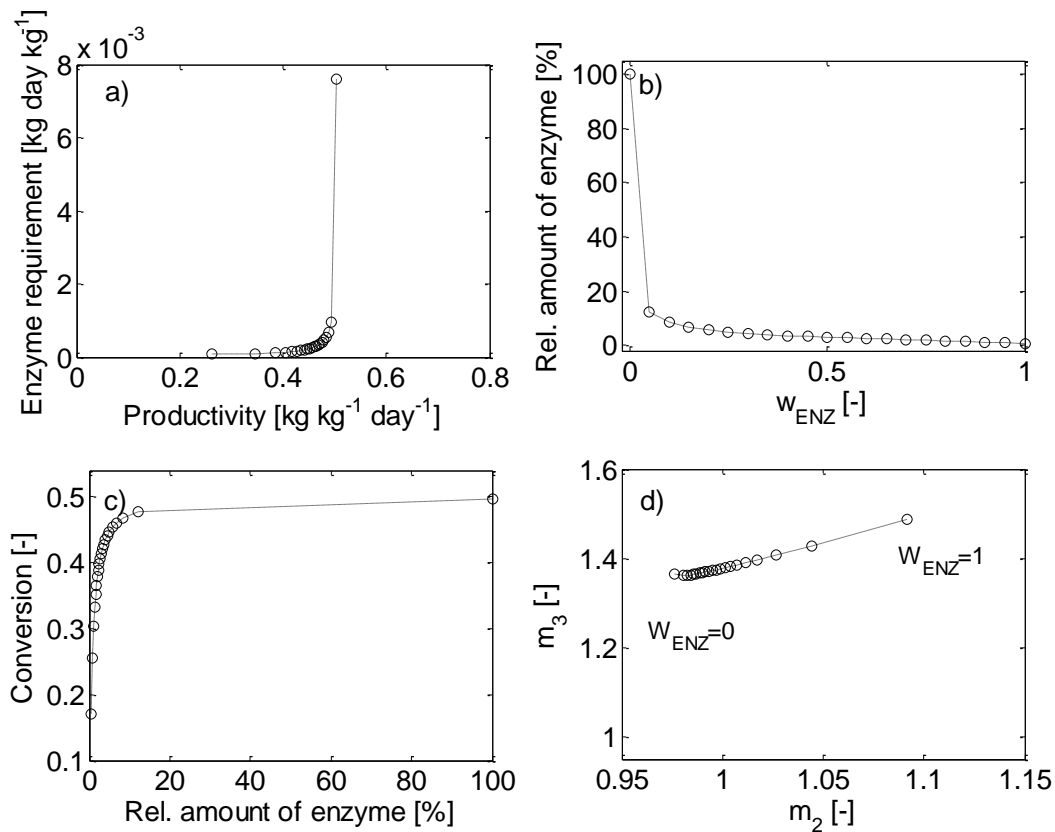 x 10⁻³
8
6
4
2
0
0 0.2 0.4 0.6 0.8
a)
Enzyme requirement [kg day kg⁻¹]
Productivity [kg kg⁻¹ day⁻¹]
100
80
60
40
20
0
0 0.5 1
b)
Rel. amount of enzyme [%]
w_ENZ [-]
0.5
0.4
0.3
0.2
0.1
0 20 40 60 80 100
c)
Conversion [-]
Rel. amount of enzyme [%]
1.6
1.4
1.2
1
0.95 1 1.05 1.1 1.15
d)
W_ENZ=1
W_ENZ=0
m₃ [-]
m₂ [-]